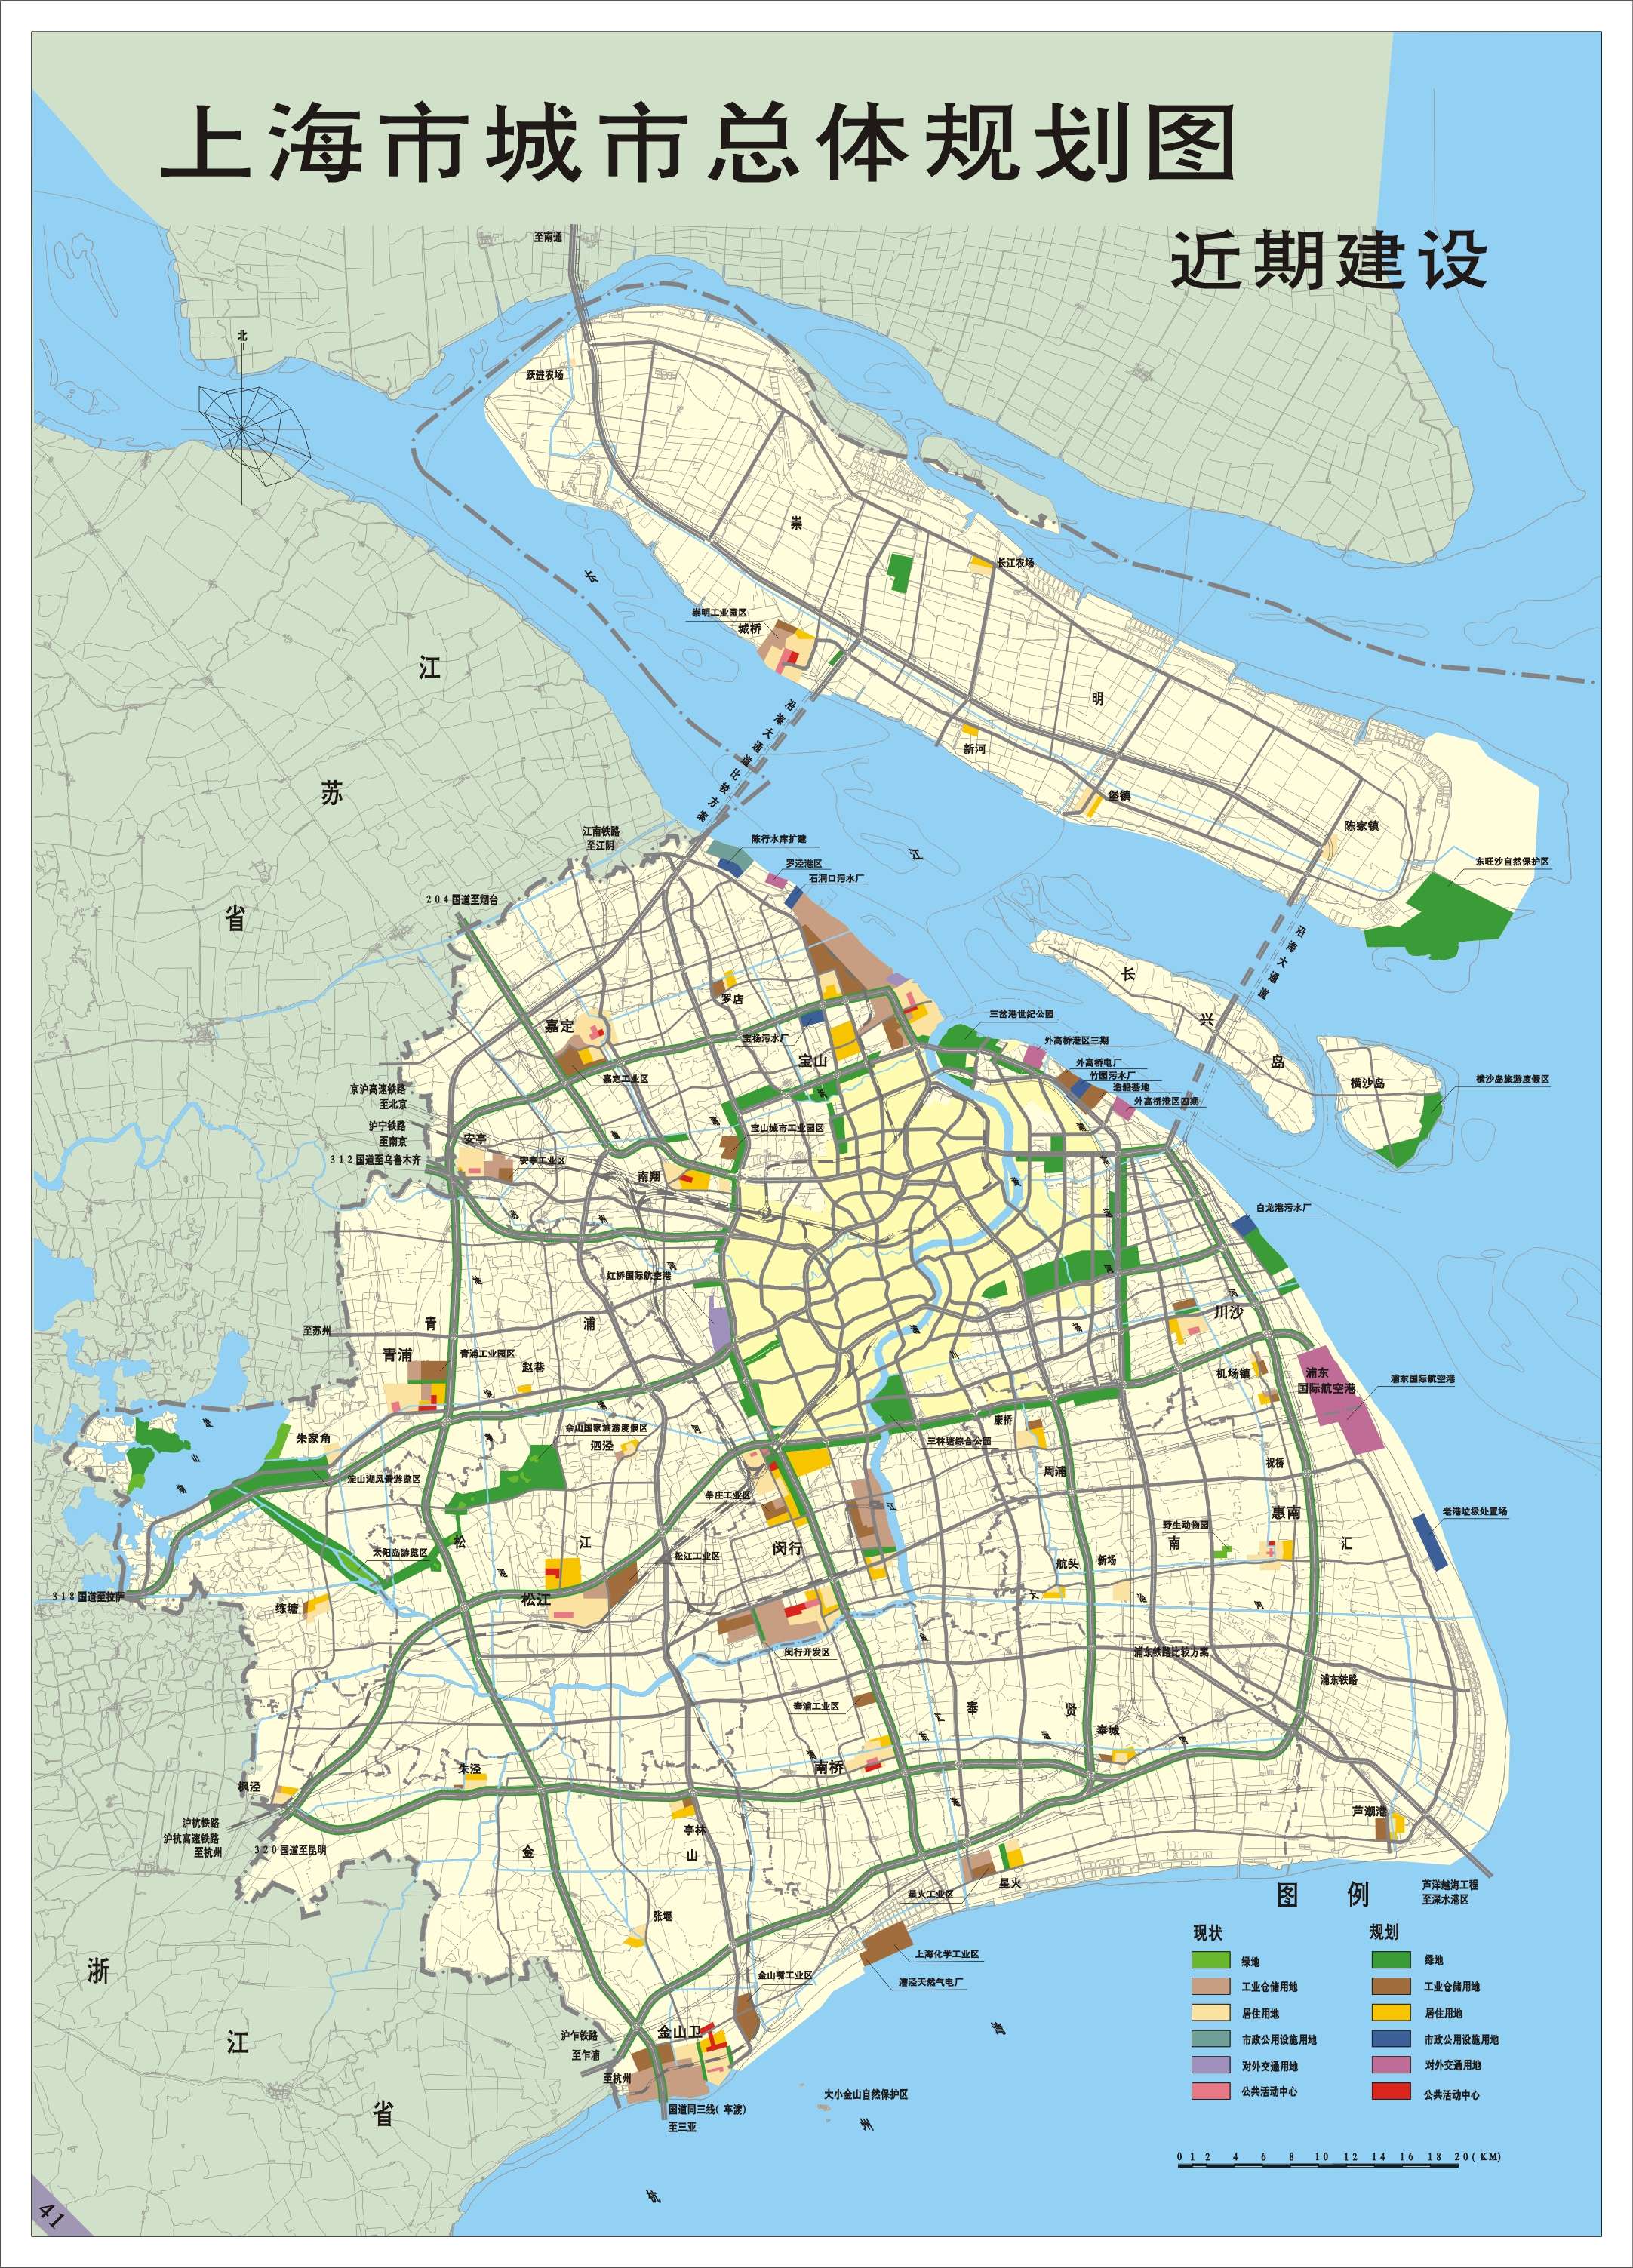 上海市城市总体规划图
近期建设
至南通
北
跃进农场
崇
长江农场
长
崇明工业园区
城桥
江
明
沿海大通道比较方案
新河
苏
堡镇
陈家镇
江南铁路
至江阴
陈行水库扩建
江
罗泾港区
东旺沙自然保护区
石洞口污水厂
204国道至烟台
省
沿海大通道
长
罗店
兴
嘉定
三岔港世纪公园
宝杨污水厂
外高桥港区三期
宝山
岛
外高桥电厂
竹园污水厂
嘉定工业区
横沙岛
横沙岛旅游度假区
造船基地
京沪高速铁路
至北京
外高桥港区四期
沪宁铁路
至南京
宝山城市工业园区
安亭
312国道至乌鲁木齐
安亭工业区
南翔
白龙港污水厂
虹桥国际航空港
川沙
青
浦
至苏州
青浦
青浦工业园区
赵巷
机场镇
浦东
国际航空港
浦东国际航空港
佘山国家旅游度假区
康桥
朱家角
泗泾
三林塘综合公园
祝桥
周浦
淀山湖风景游览区
莘庄工业区
老港垃圾处置场
惠南
野生动物园
松
江
闵行
南
汇
太阳岛游览区
松江工业区
航头
新场
318国道至拉萨
松江
练塘
闵行开发区
浦东铁路比较方案
浦东铁路
奉浦工业区
奉
贤
奉城
南桥
朱泾
枫泾
芦潮港
沪杭铁路
沪杭高速铁路
至杭州
亭林
320国道至昆明
金
山
星火
芦洋越海工程
至深水港区
星火工业区
张堰
上海化学工业区
漕泾天然气电厂
金山嘴工业区
浙
金山卫
沪乍铁路
至乍浦
江
至杭州
大小金山自然保护区
国道同三线(车渡)
至三亚
省
湾
州
杭
图例
现状
规划
绿地
绿地
工业仓储用地
工业仓储用地
居住用地
居住用地
市政公用设施用地
市政公用设施用地
对外交通用地
对外交通用地
公共活动中心
公共活动中心
0 1 2 4 6 8 10 12 14 16 18 20(KM)
41